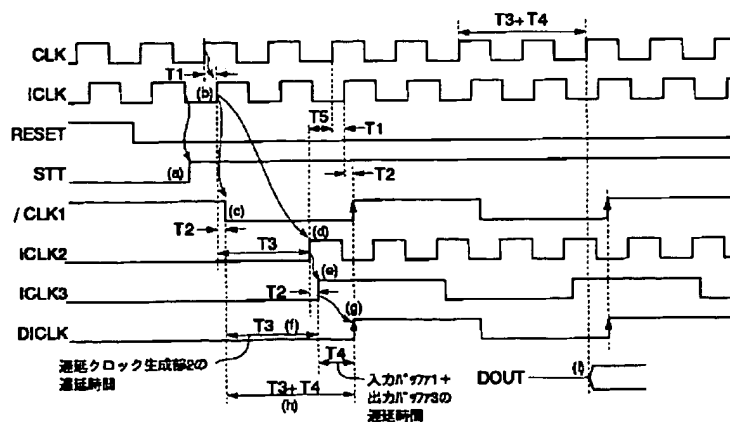 T3+T4
CLK
T1
ICLK
(b)
T5
T1
RESET
STT
(a)
T2
/CLK1
(c)
T2
T3
(d)
ICLK2
(e)
ICLK3
T2
(g)
DICLK
T3 (f)
遅延クロック生成部2の
遅延時間
T4
入力バッファ1+
出力バッファ3の
遅延時間
T3+T4
(h)
DOUT